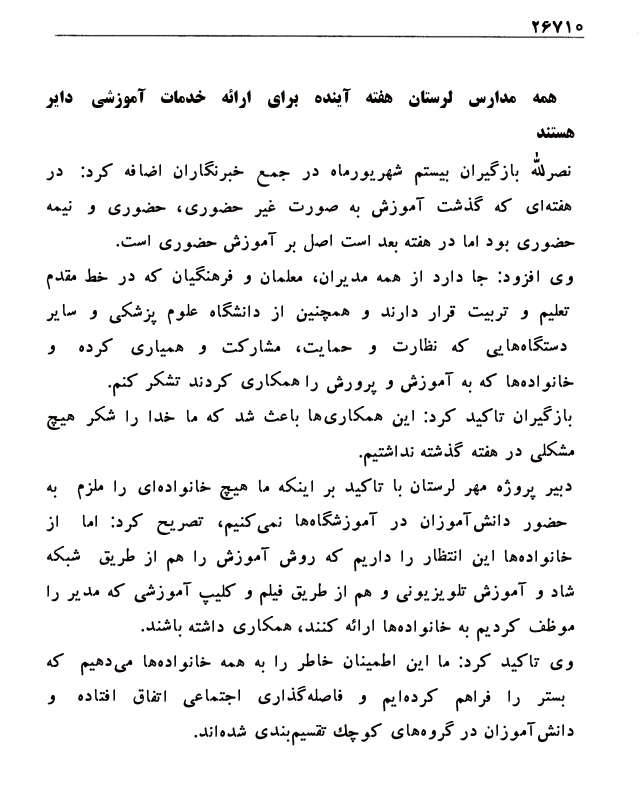 ۲۶۷۱۰
همه مدارس لرستان هفته آینده برای ارائه خدمات آموزشی دایر
هستند
نصرالله بازگیران بیستم شهریورماه در جمع خبرنگاران اضافه کرد: در
هفته‌ای که گذشت آموزش به صورت غیر حضوری، حضوری و نیمه
حضوری بود اما در هفته بعد است اصل بر آموزش حضوری است.
وی افزود: جا دارد از همه مدیران، معلمان و فرهنگیان که در خط مقدم
تعلیم و تربیت قرار دارند و همچنین از دانشگاه علوم پزشکی و سایر
دستگاه‌هایی که نظارت و حمایت، مشارکت و همیاری کرده و
خانواده‌ها که به آموزش و پرورش را همکاری کردند تشکر کنم.
بازگیران تاکید کرد: این همکاری‌ها باعث شد که ما خدا را شکر هیچ
مشکلی در هفته گذشته نداشتیم.
دبیر پروژه مهر لرستان با تاکید بر اینکه ما هیچ خانواده‌ای را ملزم به
حضور دانش‌آموزان در آموزشگاه‌ها نمی‌کنیم، تصریح کرد: اما از
خانواده‌ها این انتظار را داریم که روش آموزش را هم از طریق شبکه
شاد و آموزش تلویزیونی و هم از طریق فیلم و کلیپ آموزشی که مدیر را
موظف کردیم به خانواده‌ها ارائه کنند، همکاری داشته باشند.
وی تاکید کرد: ما این اطمینان خاطر را به همه خانواده‌ها می‌دهیم که
بستر را فراهم کرده‌ایم و فاصله‌گذاری اجتماعی اتفاق افتاده و
دانش‌آموزان در گروه‌های کوچك تقسیم‌بندی شده‌اند.